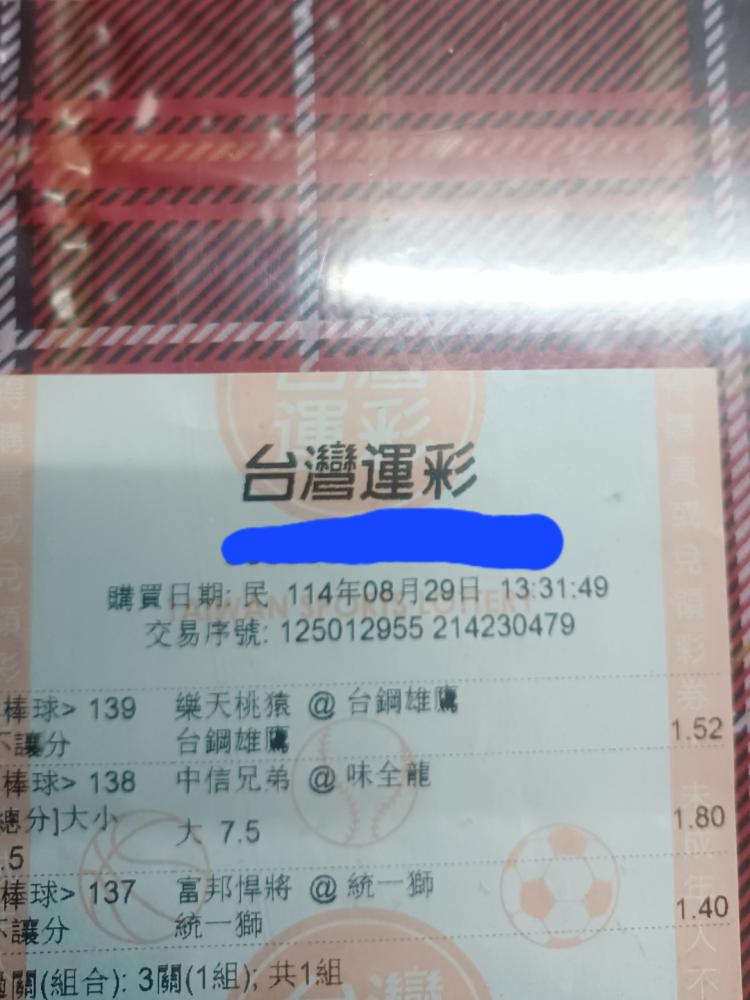 台灣運彩
購買日期: 民 114年08月29日 13:31:49
TAIWAN SPORTS LOTTERY
交易序號: 125012955 214230479
棒球> 139 樂天桃猿 @ 台鋼雄鷹
不讓分 台鋼雄鷹 1.52
棒球> 138 中信兄弟 @ 味全龍
總分]大小 大 7.5 1.80
.5
棒球> 137 富邦悍將 @ 統一獅
不讓分 統一獅 1.40
關(組合): 3關(1組); 共1組